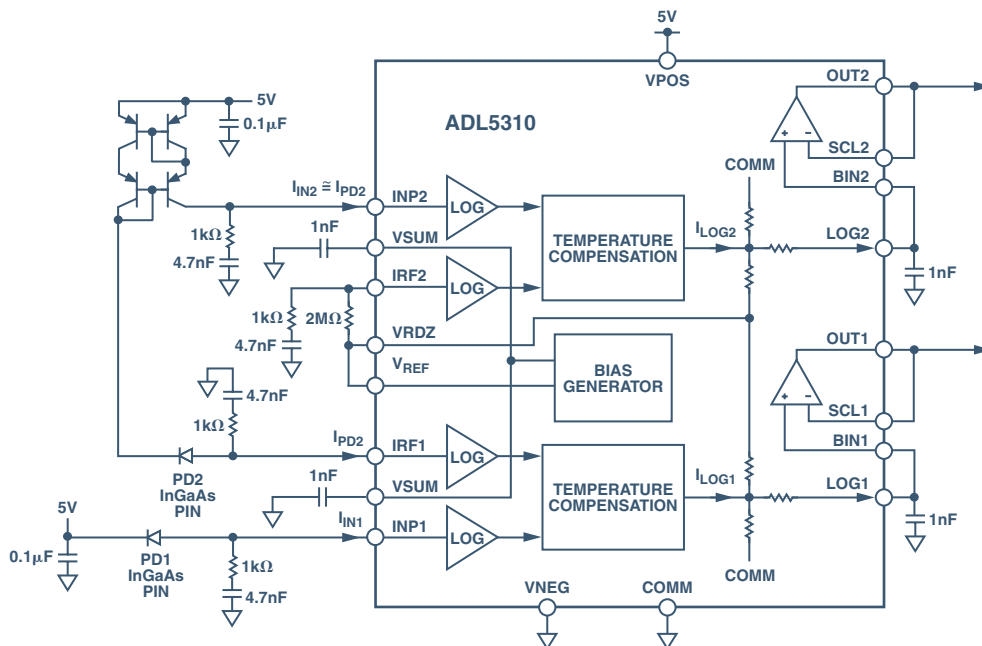 5V
VPOS
OUT2
5V
0.1µF
ADL5310
SCL2
COMM
BIN2
I_IN2 ≅ I_PD2
INP2
LOG
1nF
VSUM
TEMPERATURE
COMPENSATION
I_LOG2
LOG2
1kΩ
4.7nF
IRF2
LOG
1nF
1kΩ
2MΩ
4.7nF
VRDZ
V_REF
BIAS
GENERATOR
OUT1
4.7nF
1kΩ
SCL1
I_PD2
IRF1
LOG
BIN1
PD2
InGaAs
PIN
1nF
VSUM
TEMPERATURE
COMPENSATION
I_LOG1
LOG1
5V
I_IN1
INP1
LOG
1nF
0.1µF
PD1
InGaAs
PIN
1kΩ
4.7nF
COMM
VNEG
COMM